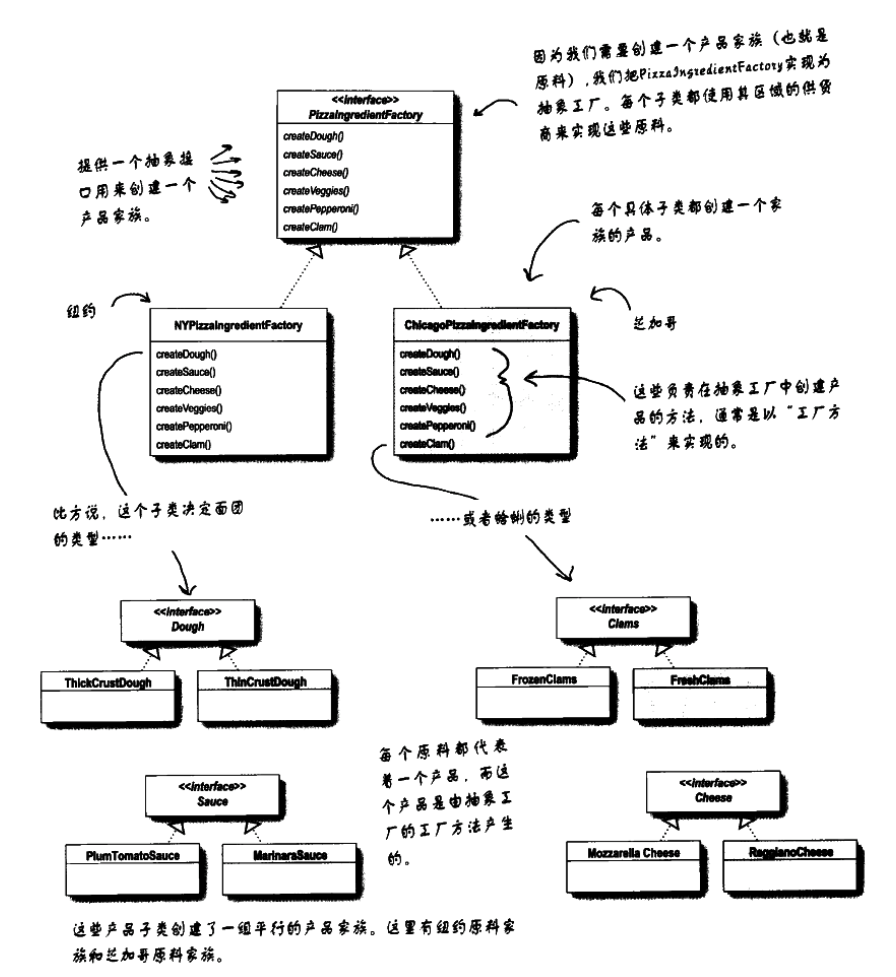 因为我们需要创建一个产品家族（也就是
原料），我们把PizzaIngredientFactory实现为
抽象工厂。每个子类都使用其区域的供货
商来实现这些原料。
<<interface>>
PizzaIngredientFactory
createDough()
createSauce()
createCheese()
createVeggies()
createPepperoni()
createClam()
提供一个抽象接
口用来创建一个
产品家族。
每个具体子类都创建一个家
族的产品。
纽约
NYPizzaIngredientFactory
createDough()
createSauce()
createCheese()
createVeggies()
createPepperoni()
createClam()
ChicagoPizzaIngredientFactory
createDough()
createSauce()
createCheese()
createVeggies()
createPepperoni()
createClam()
芝加哥
这些负责在抽象工厂中创建产
品的方法，通常是以“工厂方
法”来实现的。
比方说，这个子类决定面团
的类型……
……或者蛤蜊的类型
<<interface>>
Dough
ThickCrustDough
ThinCrustDough
<<interface>>
Clams
FrozenClams
FreshClams
每个原料都代表
着一个产品，而这
个产品是由抽象工
厂的工厂方法产生
的。
<<interface>>
Sauce
PlumTomatoSauce
MarinaraSauce
<<interface>>
Cheese
Mozzarella Cheese
ReggianoCheese
这些产品子类创建了一组平行的产品家族。这里有纽约原料家
族和芝加哥原料家族。